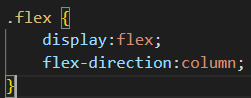 .flex {
    display:flex;
    flex-direction:column;
}